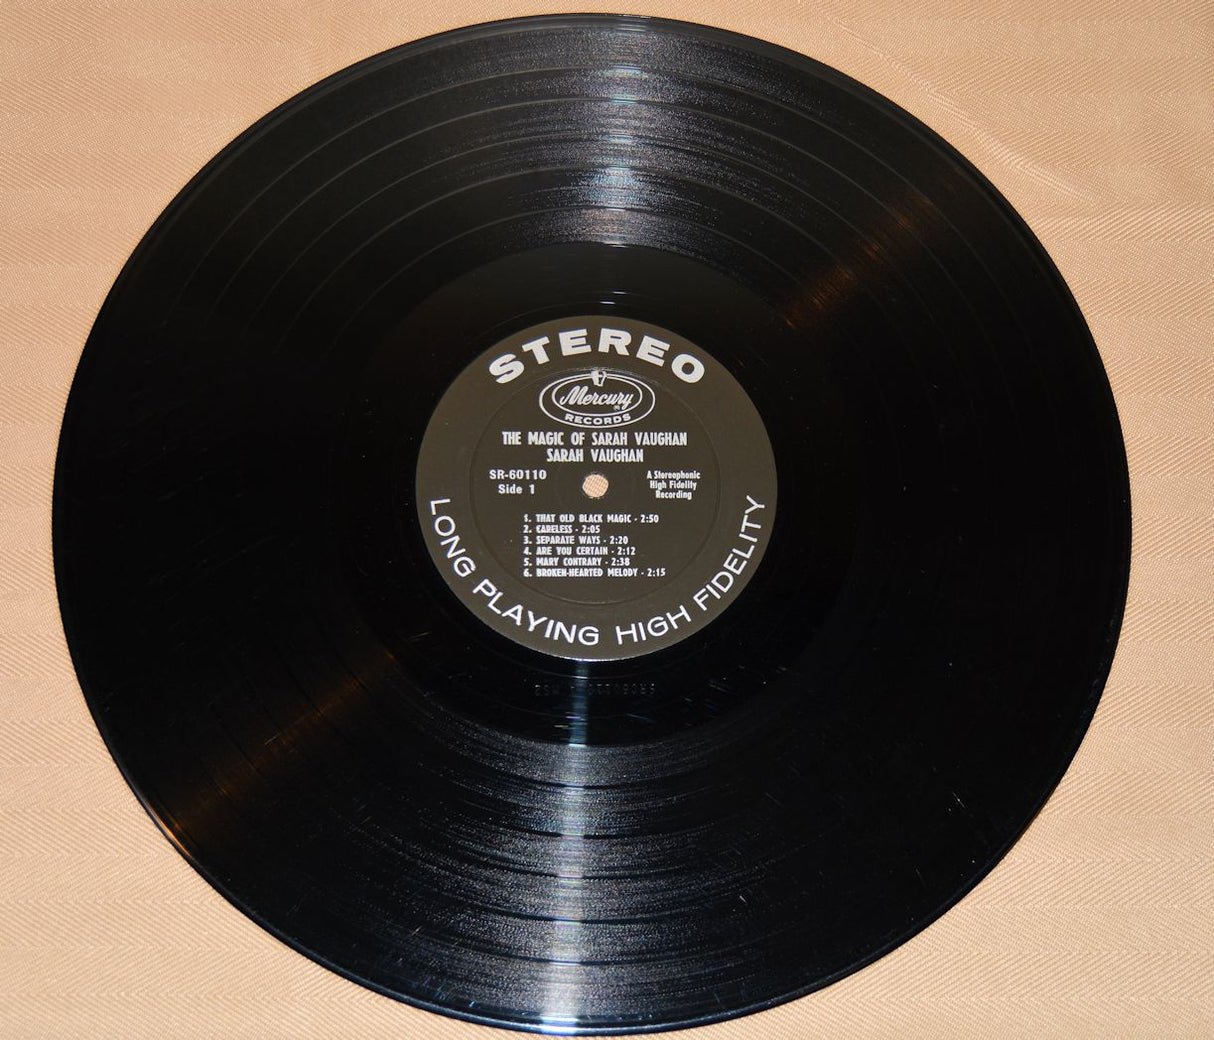 STEREO
Mercury
RECORDS
THE MAGIC OF SARAH VAUGHAN
SARAH VAUGHAN
SR-60110
Side 1
A Stereophonic
High Fidelity
Recording
1. THAT OLD BLACK MAGIC - 2:50
2. CARELESS - 2:05
3. SEPARATE WAYS - 2:20
4. ARE YOU CERTAIN - 2:12
5. MARY CONTRARY - 2:38
6. BROKEN-HEARTED MELODY - 2:15
LONG PLAYING HIGH FIDELITY